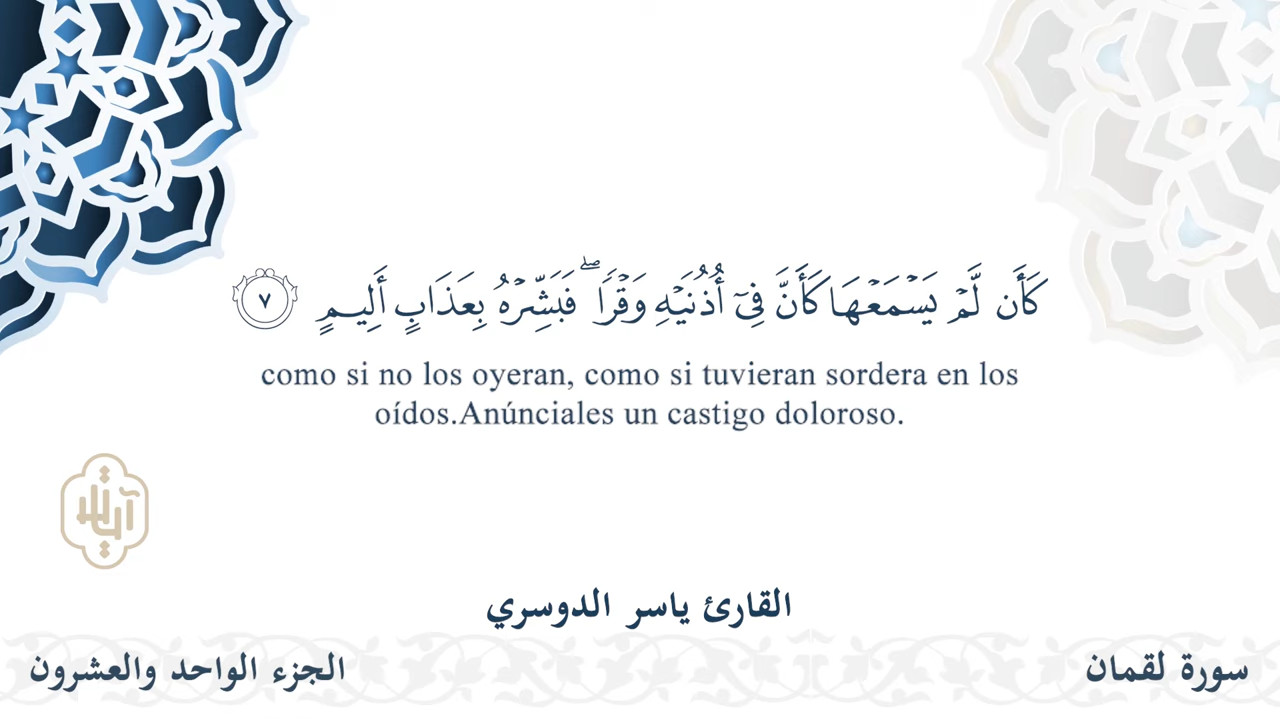 كَأَن لَّمۡ يَسۡمَعۡهَا كَأَنَّ فِيٓ أُذُنَيۡهِ وَقۡرٗاۖ فَبَشِّرۡهُ بِعَذَابٍ أَلِيمٍ ٧
como si no los oyeran, como si tuvieran sordera en los
oídos.Anúnciales un castigo doloroso.
القارئ ياسر الدوسري
سورة لقمان
الجزء الواحد والعشرون